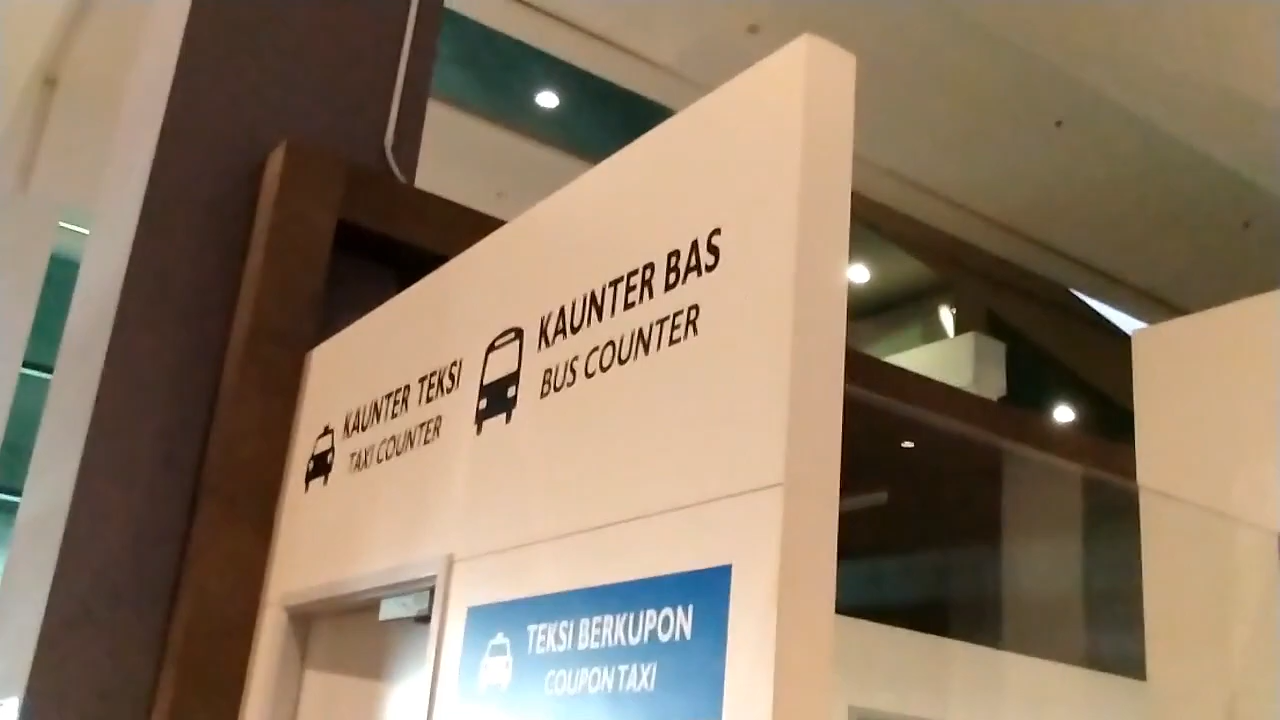 KAUNTER TEKSI
TAXI COUNTER
KAUNTER BAS
BUS COUNTER
TEKSI BERKUPON
COUPON TAXI